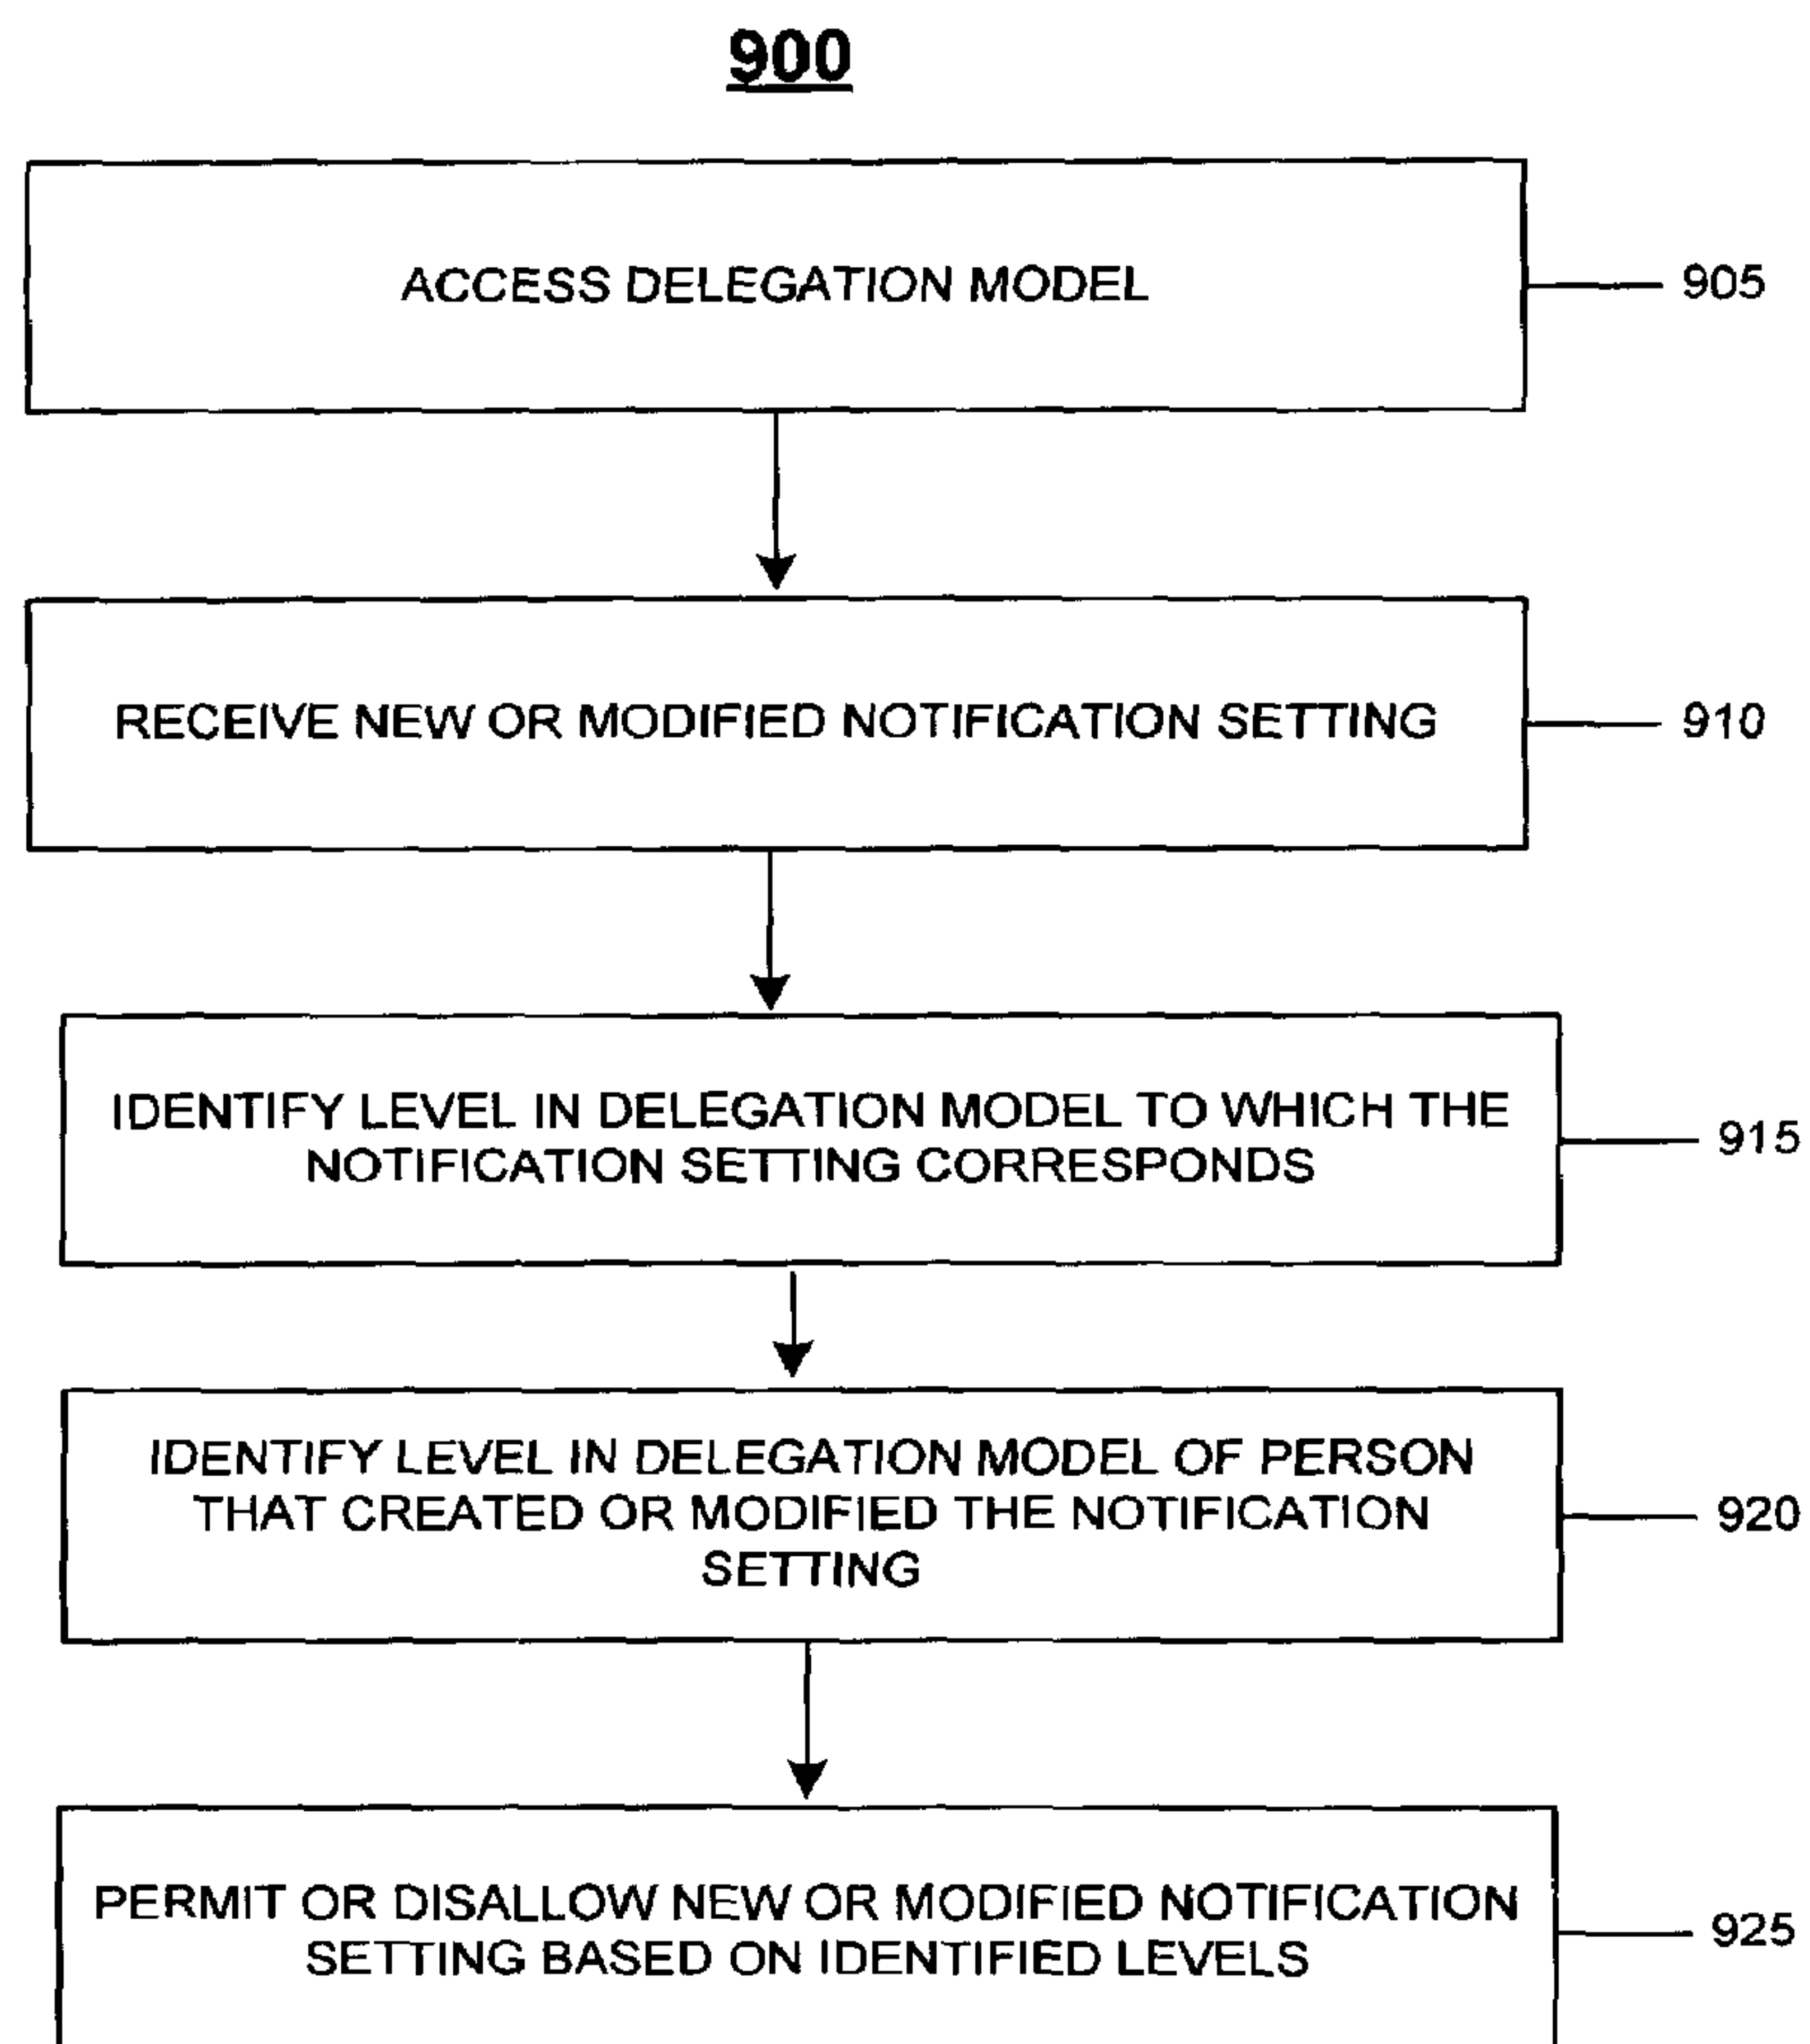 900
ACCESS DELEGATION MODEL
905
RECEIVE NEW OR MODIFIED NOTIFICATION SETTING
910
IDENTIFY LEVEL IN DELEGATION MODEL TO WHICH THE
NOTIFICATION SETTING CORRESPONDS
915
IDENTIFY LEVEL IN DELEGATION MODEL OF PERSON
THAT CREATED OR MODIFIED THE NOTIFICATION
SETTING
920
PERMIT OR DISALLOW NEW OR MODIFIED NOTIFICATION
SETTING BASED ON IDENTIFIED LEVELS
925